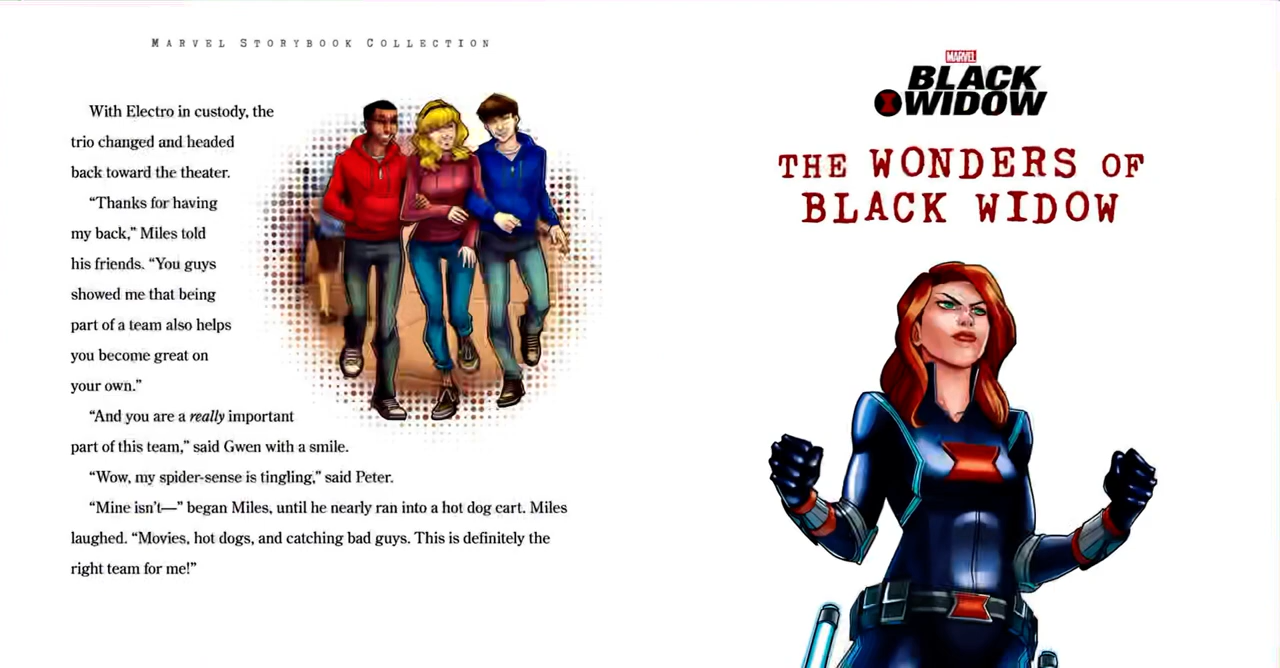 MARVEL STORYBOOK COLLECTION
With Electro in custody, the
trio changed and headed
back toward the theater.
“Thanks for having
my back,” Miles told
his friends. “You guys
showed me that being
part of a team also helps
you become great on
your own.”
“And you are a really important
part of this team,” said Gwen with a smile.
“Wow, my spider-sense is tingling,” said Peter.
“Mine isn’t—” began Miles, until he nearly ran into a hot dog cart. Miles
laughed. “Movies, hot dogs, and catching bad guys. This is definitely the
right team for me!”
MARVEL
BLACK
WIDOW
THE WONDERS OF
BLACK WIDOW